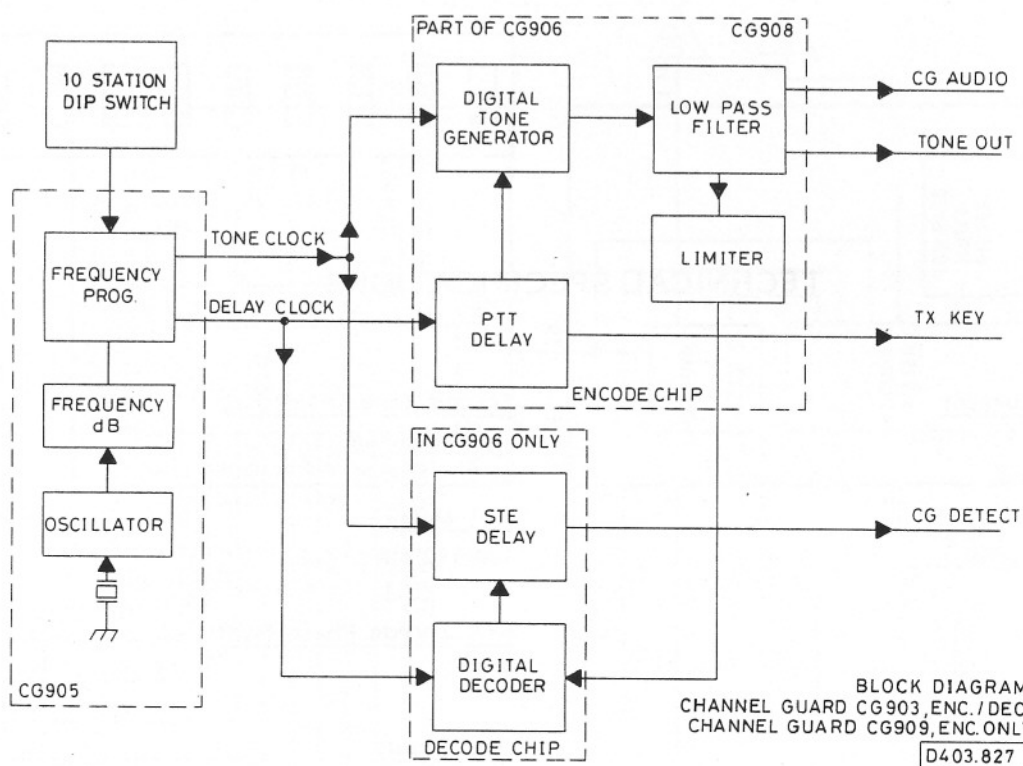 PART OF CG906
CG908
10 STATION
DIP SWITCH
DIGITAL
TONE
GENERATOR
LOW PASS
FILTER
CG AUDIO
TONE OUT
TONE CLOCK
FREQUENCY
PROG.
LIMITER
DELAY CLOCK
PTT
DELAY
TX KEY
ENCODE CHIP
FREQUENCY
dB
IN CG906 ONLY
OSCILLATOR
STE
DELAY
CG DETECT
DIGITAL
DECODER
CG905
DECODE CHIP
BLOCK DIAGRAM
CHANNEL GUARD CG903, ENC./DEC
CHANNEL GUARD CG909, ENC. ONLY
D403.827